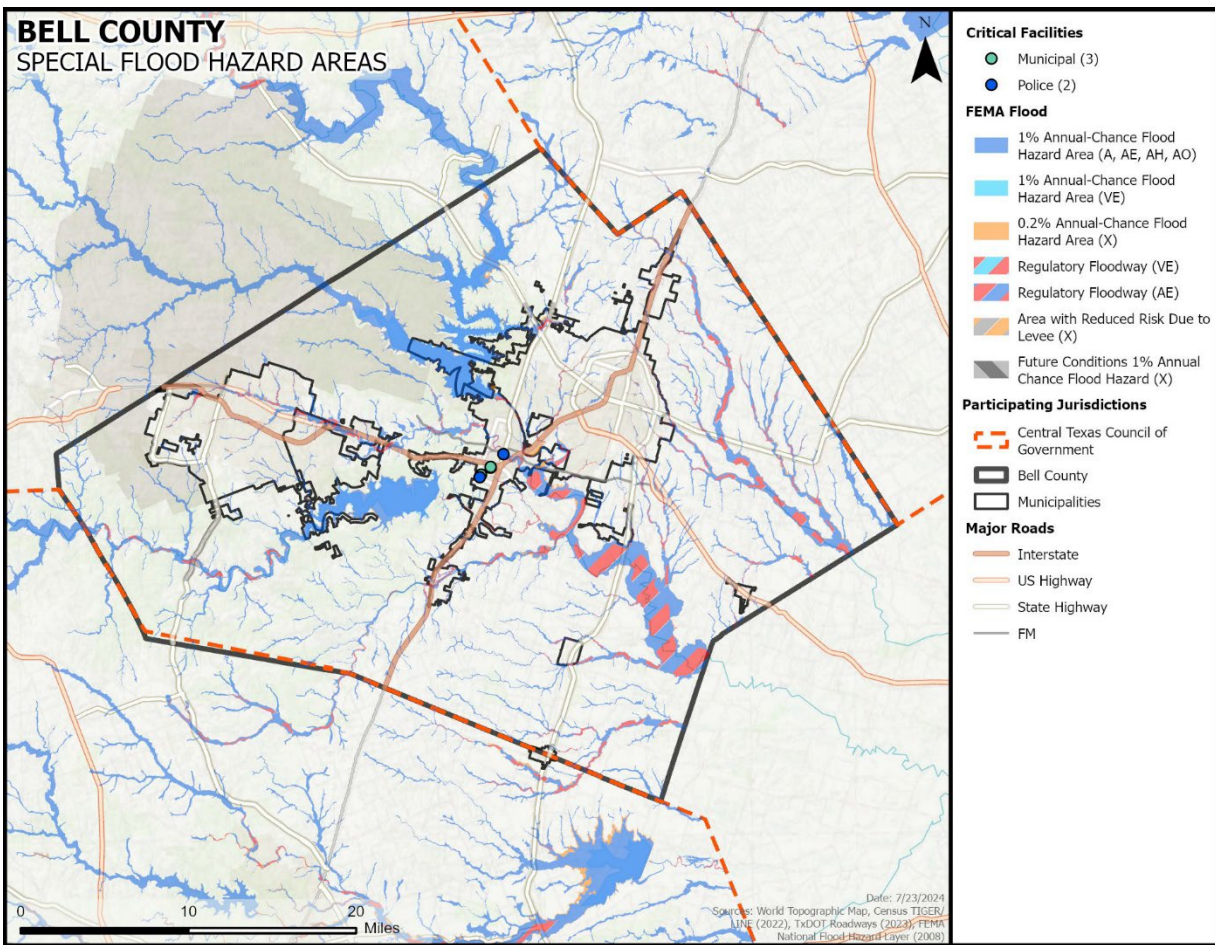 BELL COUNTY
SPECIAL FLOOD HAZARD AREAS
N
0
10
20
Miles
Date: 7/23/2024
Sources: World Topographic Map, Census TIGER/
LINE (2022), TxDOT Roadways (2023), FEMA
National Flood Hazard Layer (2008)
Critical Facilities
Municipal (3)
Police (2)
FEMA Flood
1% Annual-Chance Flood
Hazard Area (A, AE, AH, AO)
1% Annual-Chance Flood
Hazard Area (VE)
0.2% Annual-Chance Flood
Hazard Area (X)
Regulatory Floodway (VE)
Regulatory Floodway (AE)
Area with Reduced Risk Due to
Levee (X)
Future Conditions 1% Annual
Chance Flood Hazard (X)
Participating Jurisdictions
Central Texas Council of
Government
Bell County
Municipalities
Major Roads
Interstate
US Highway
State Highway
FM